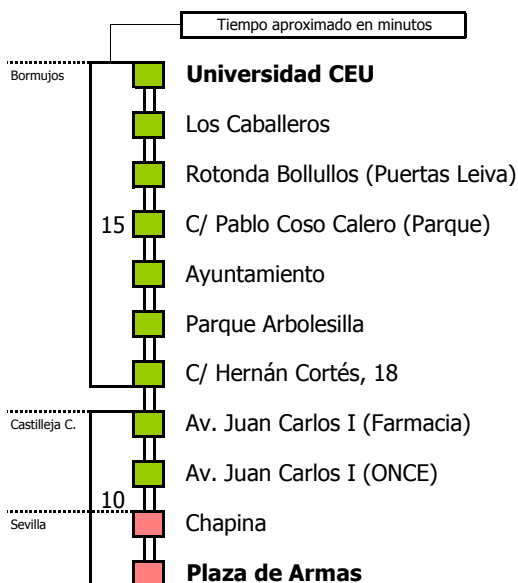 Tiempo aproximado en minutos
Bormujos
Universidad CEU
Los Caballeros
Rotonda Bollullos (Puertas Leiva)
15
C/ Pablo Coso Calero (Parque)
Ayuntamiento
Parque Arbolesilla
C/ Hernán Cortés, 18
Castilleja C.
Av. Juan Carlos I (Farmacia)
Av. Juan Carlos I (ONCE)
10
Sevilla
Chapina
Plaza de Armas